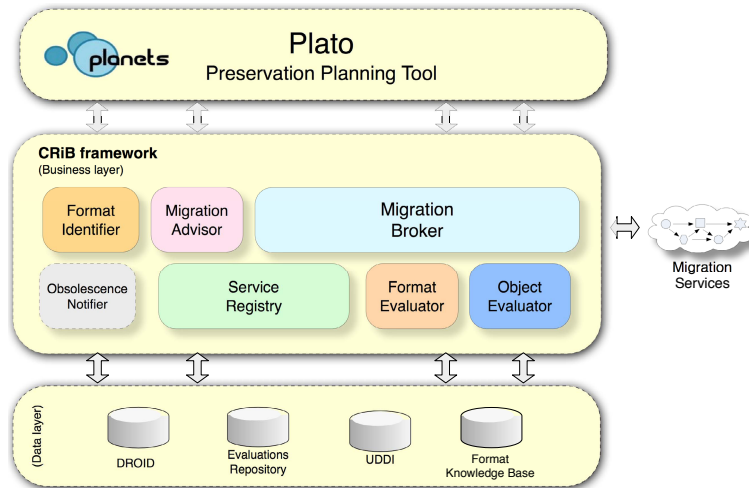 planets
Plato
Preservation Planning Tool
CRiB framework
(Business layer)
Format
Identifier
Migration
Advisor
Migration
Broker
Obsolescence
Notifier
Service
Registry
Format
Evaluator
Object
Evaluator
Migration
Services
(Data layer)
DROID
Evaluations
Repository
UDDI
Format
Knowledge Base